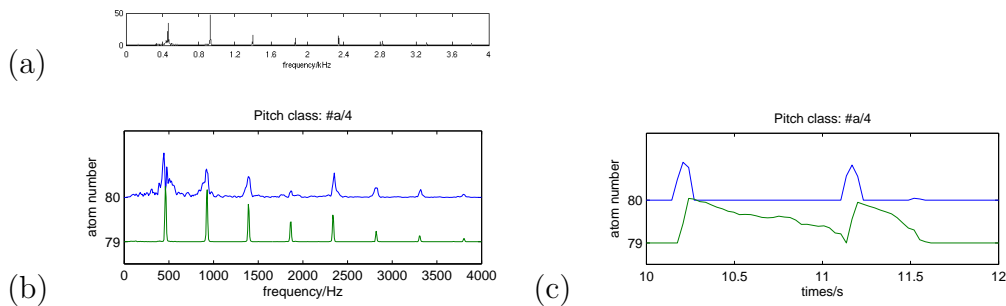 50
0
0 0.4 0.8 1.2 1.6 2 2.4 2.8 3.2 3.6 4
frequency/kHz
(a)
Pitch class: #a/4
80
79
atom number
0 500 1000 1500 2000 2500 3000 3500 4000
frequency/Hz
(b)
Pitch class: #a/4
80
79
atom number
10 10.5 11 11.5 12
times/s
(c)